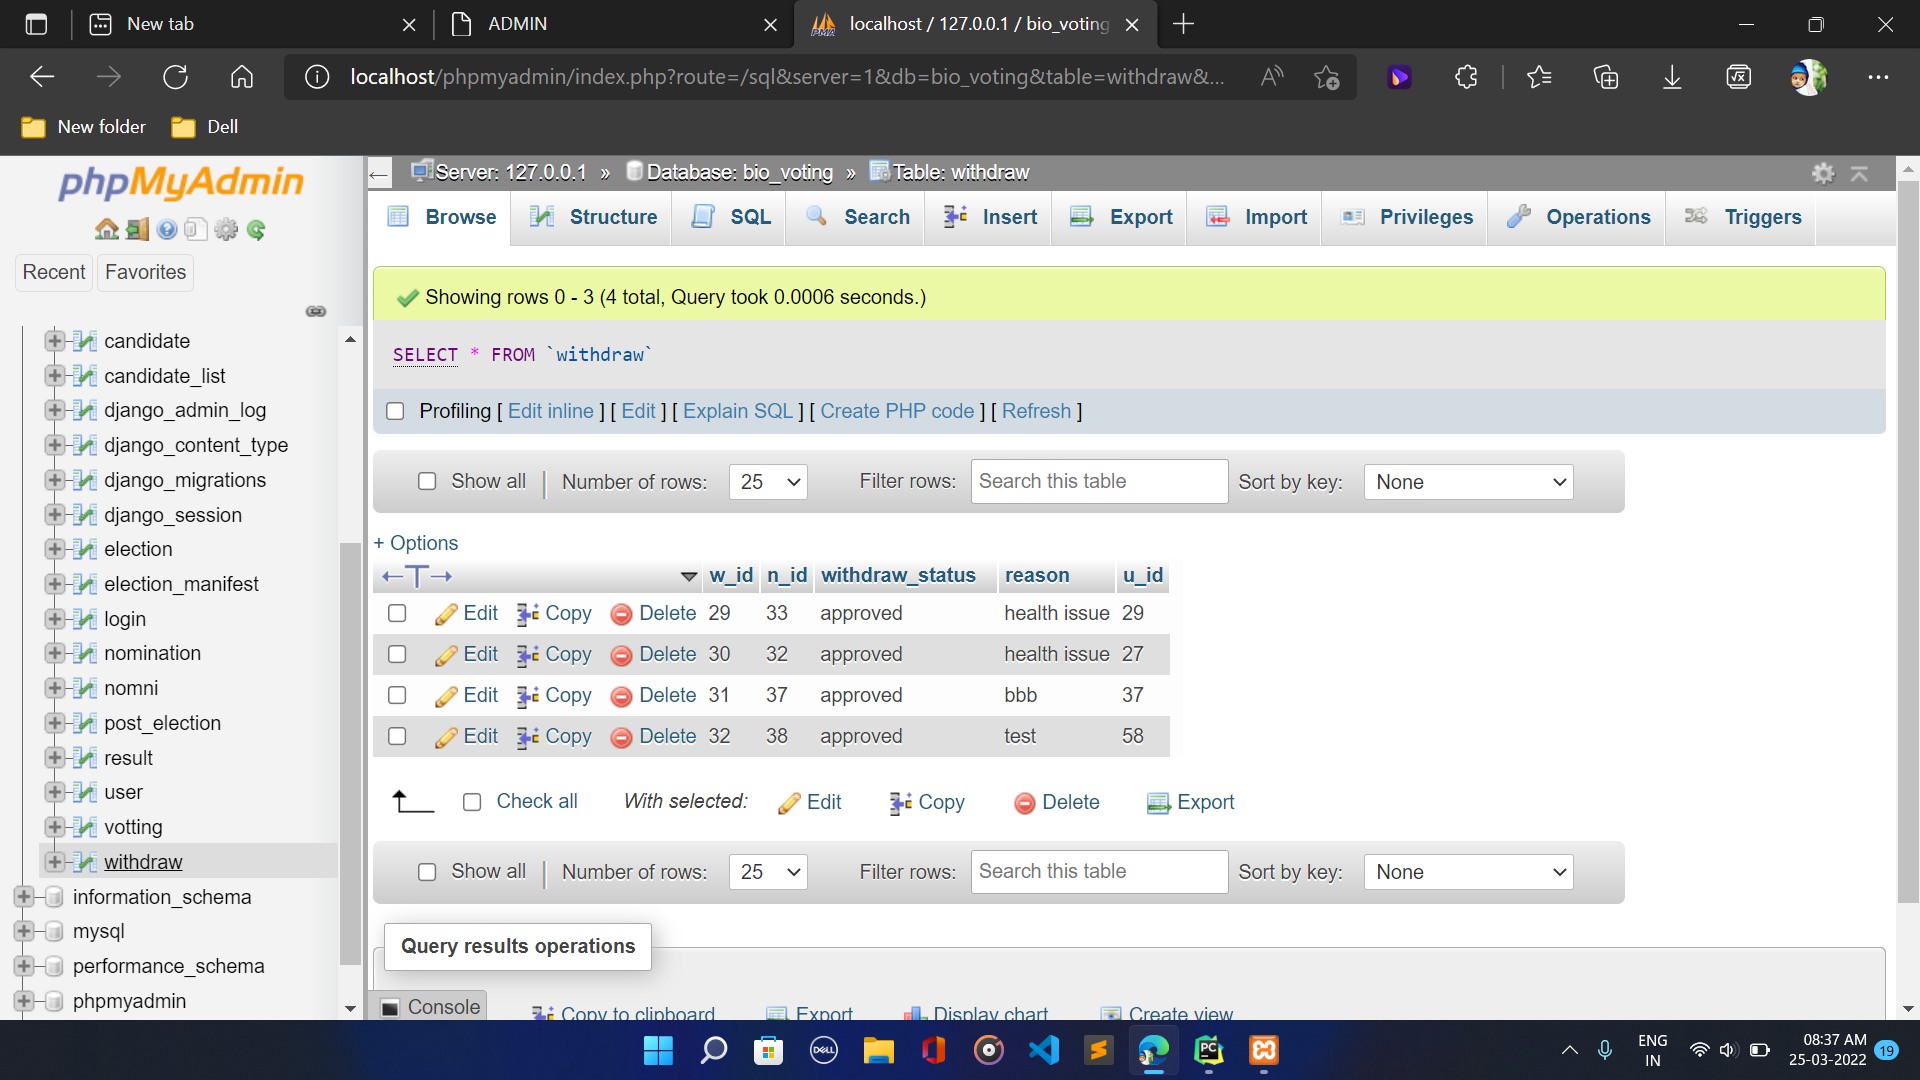 New tab
ADMIN
localhost / 127.0.0.1 / bio_voting
localhost/phpmyadmin/index.php?route=/sql&server=1&db=bio_voting&table=withdraw&...
New folder
Dell
phpMyAdmin
Recent
Favorites
candidate
candidate_list
django_admin_log
django_content_type
django_migrations
django_session
election
election_manifest
login
nomination
nomni
post_election
result
user
votting
withdraw
information_schema
mysql
performance_schema
phpmyadmin
Server: 127.0.0.1 » Database: bio_voting » Table: withdraw
Browse Structure SQL Search Insert Export Import Privileges Operations Triggers
Showing rows 0 - 3 (4 total, Query took 0.0006 seconds.)
SELECT * FROM `withdraw`
Profiling [ Edit inline ] [ Edit ] [ Explain SQL ] [ Create PHP code ] [ Refresh ]
Show all | Number of rows: 25 Filter rows: Search this table Sort by key: None
+ Options
←T→ w_id n_id withdraw_status reason u_id
Edit Copy Delete 29 33 approved health issue 29
Edit Copy Delete 30 32 approved health issue 27
Edit Copy Delete 31 37 approved bbb 37
Edit Copy Delete 32 38 approved test 58
Check all With selected: Edit Copy Delete Export
Show all | Number of rows: 25 Filter rows: Search this table Sort by key: None
Query results operations
Console
Copy to clipboard Export Display chart Create view
ENG
IN
08:37 AM
25-03-2022
19